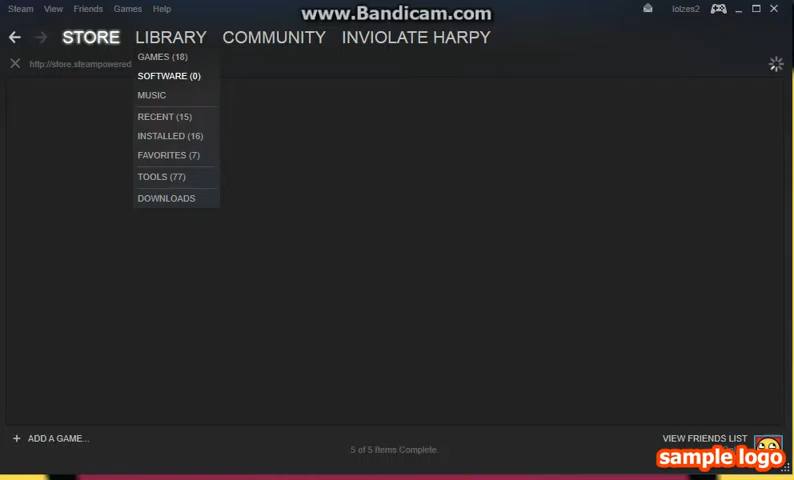 Steam View Friends Games Help
www.Bandicam.com
lolzes2
STORE LIBRARY COMMUNITY INVIOLATE HARPY
http://store.steampowered
GAMES (18)
SOFTWARE (0)
MUSIC
RECENT (15)
INSTALLED (16)
FAVORITES (7)
TOOLS (77)
DOWNLOADS
+ ADD A GAME...
5 of 5 Items Complete.
VIEW FRIENDS LIST
sample logo